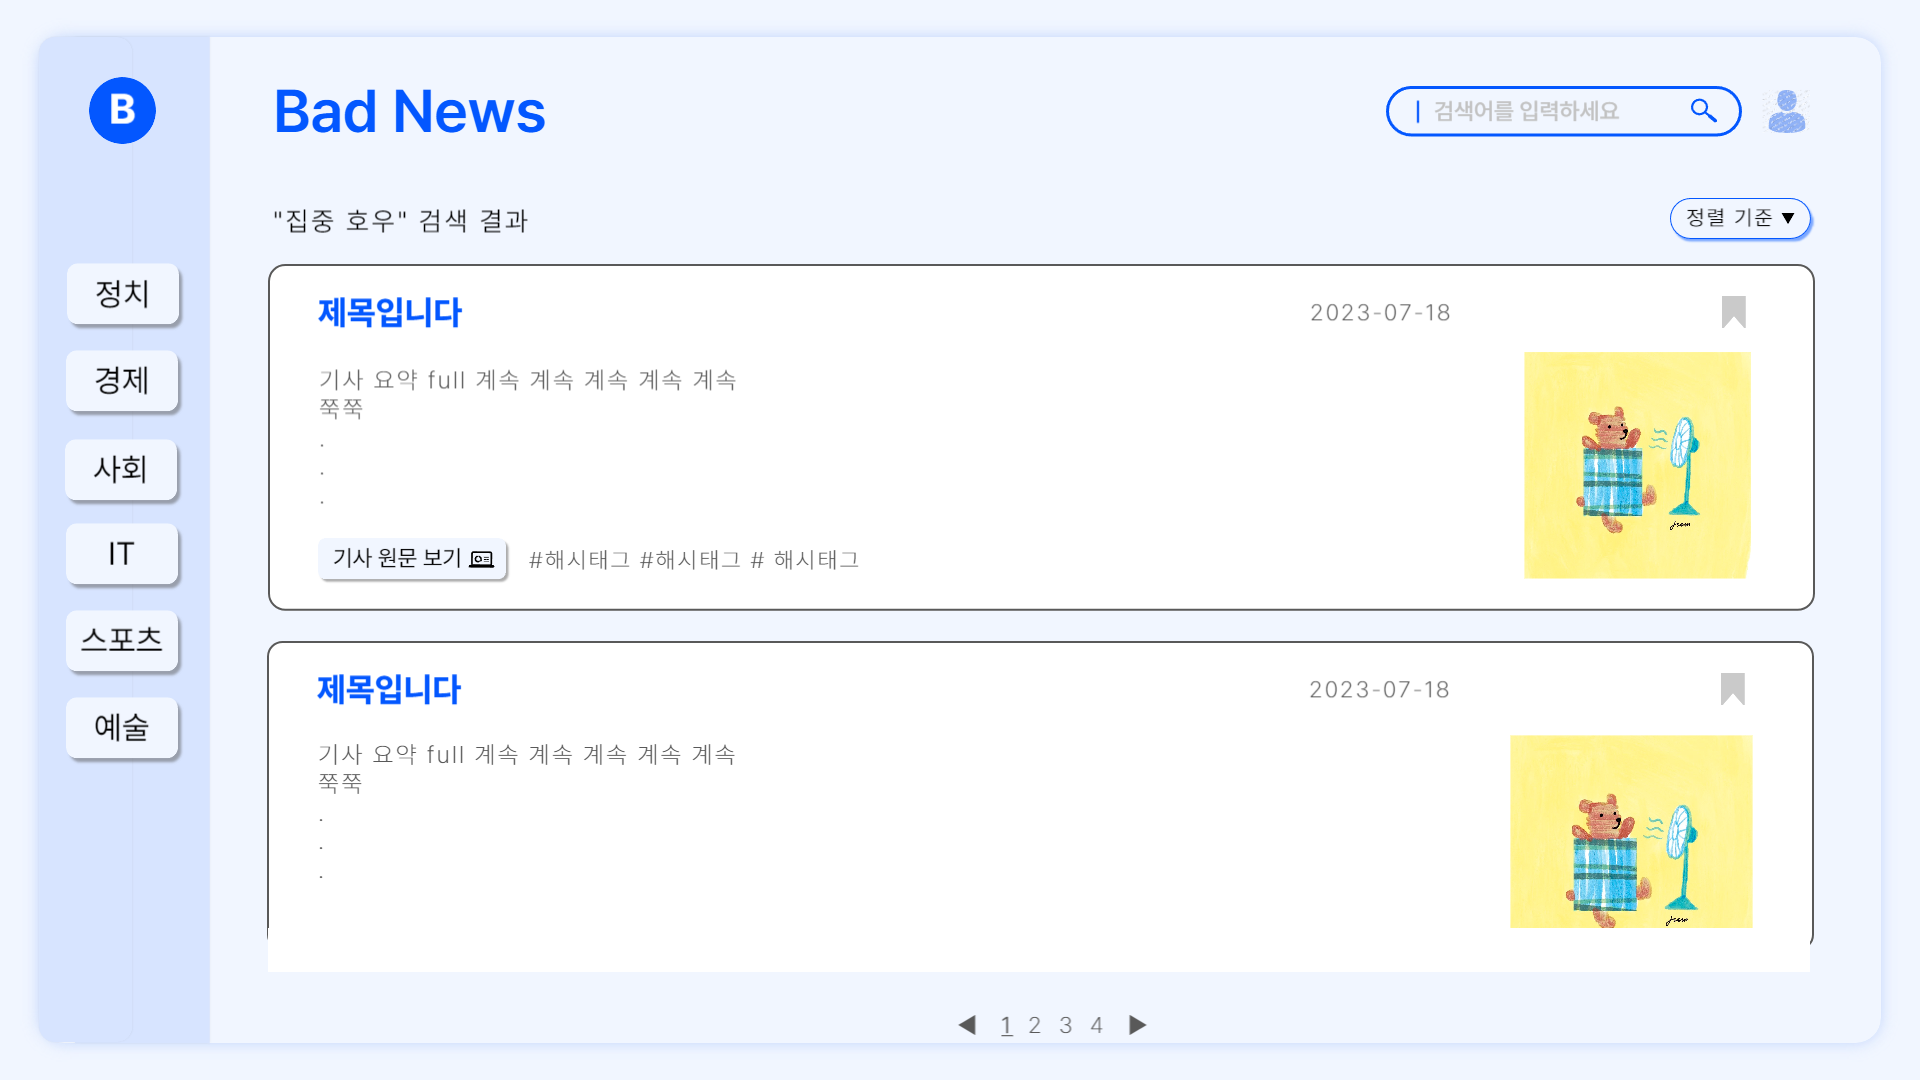 B
Bad News
검색어를 입력하세요
"집중 호우" 검색 결과
정렬 기준 ▼
정치
경제
사회
IT
스포츠
예술
제목입니다
2023-07-18
기사 요약 full 계속 계속 계속 계속 계속
쭉쭉
.
.
.
기사 원문 보기
#해시태그 #해시태그 # 해시태그
jsem
제목입니다
2023-07-18
기사 요약 full 계속 계속 계속 계속 계속
쭉쭉
.
.
.
jsem
◀ 1 2 3 4 ▶